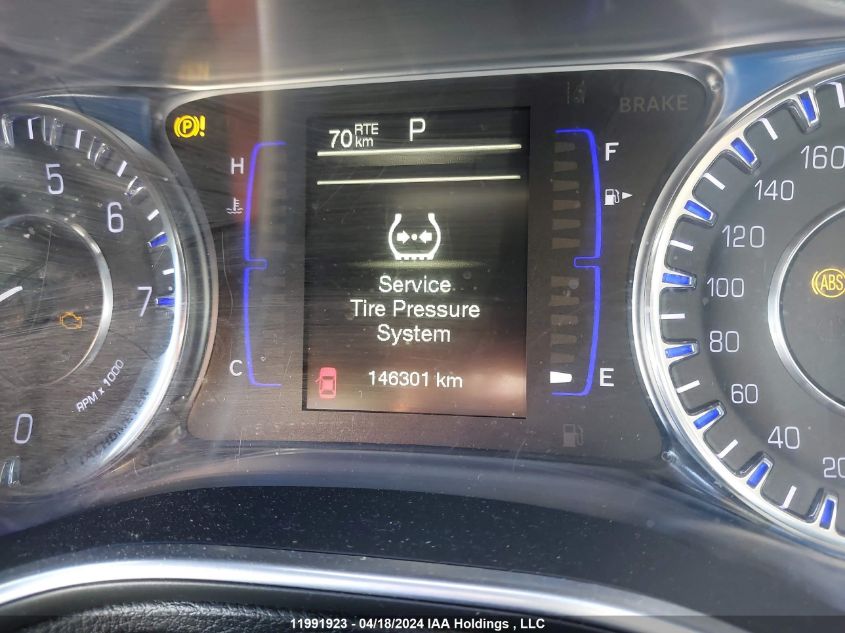 BRAKE
70 RTE km P
H F
5
6
7
0
RPM x 1000
Service
Tire Pressure
System
C E
146301 km
160
140
120
100
80
60
40
20
ABS
11991923 - 04/18/2024 IAA Holdings , LLC